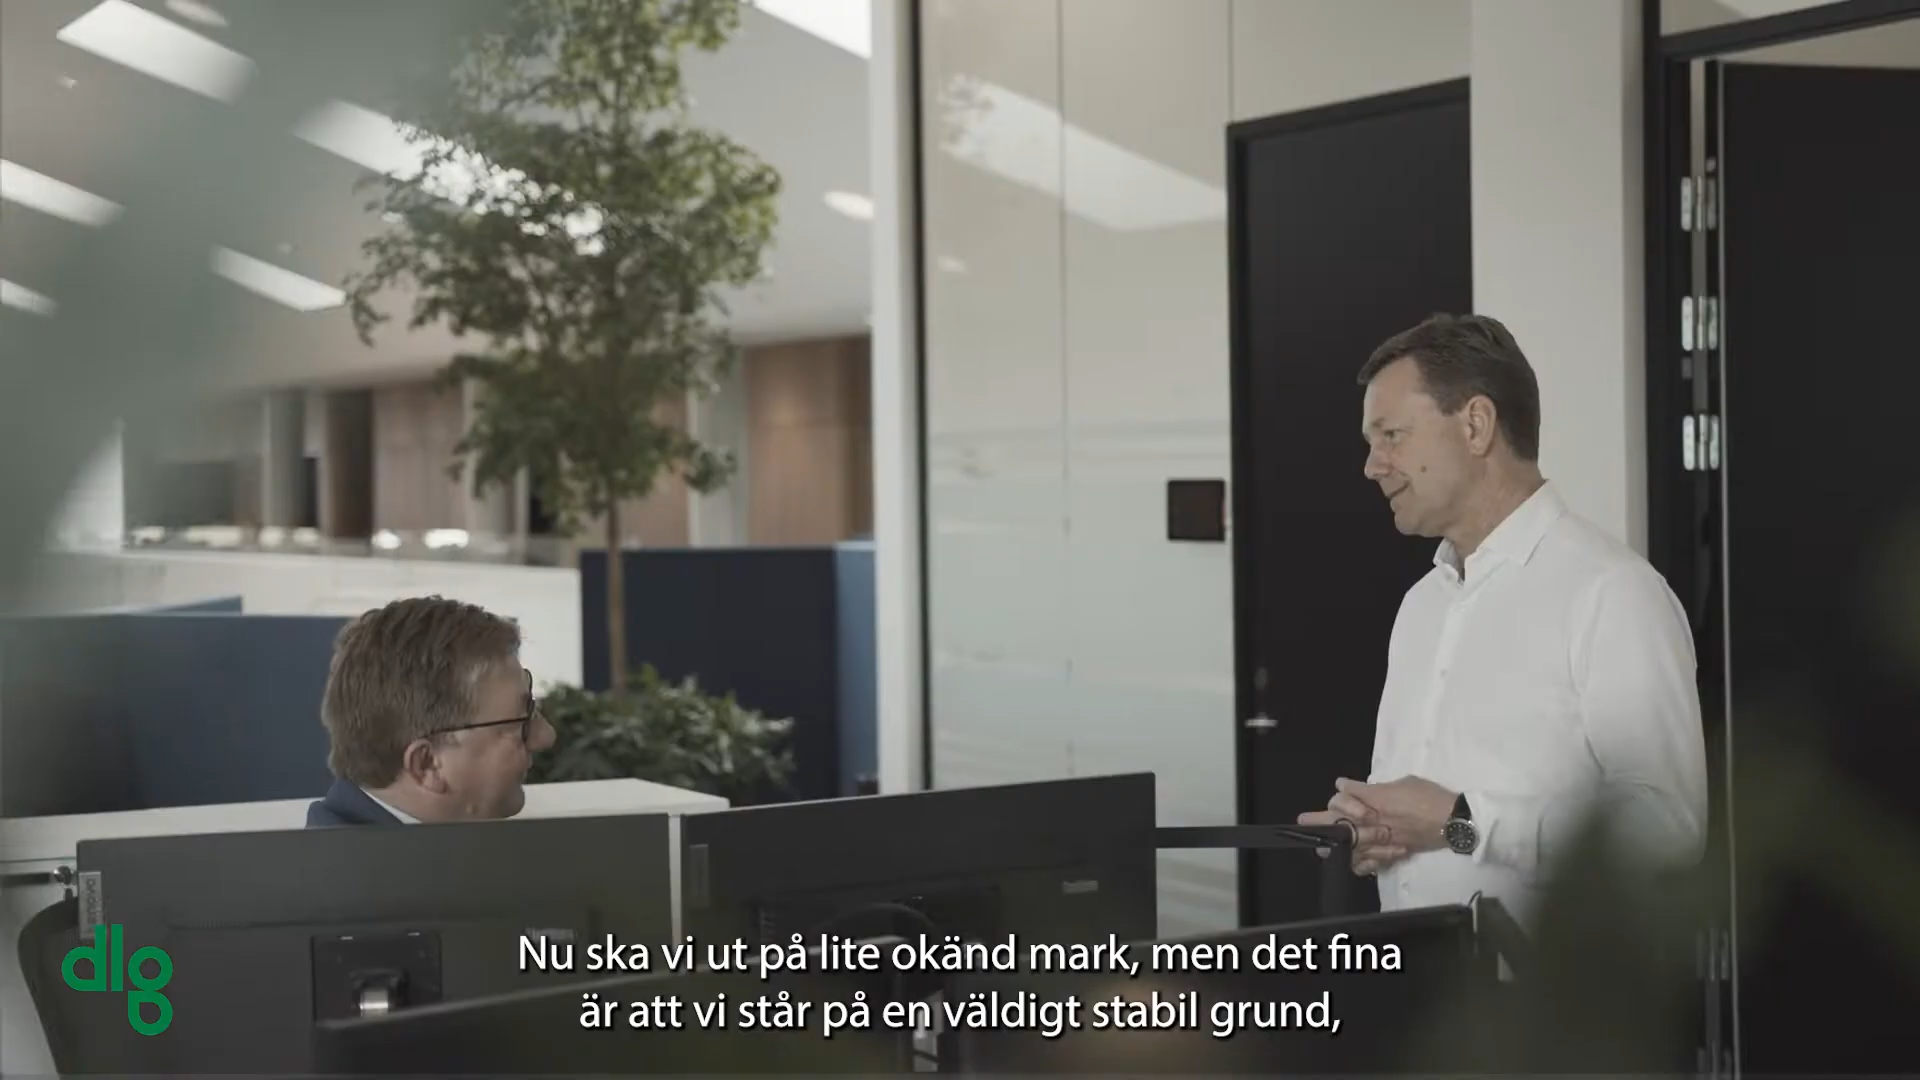 Nu ska vi ut på lite okänd mark, men det fina
är att vi står på en väldigt stabil grund,
dlg
lenovo